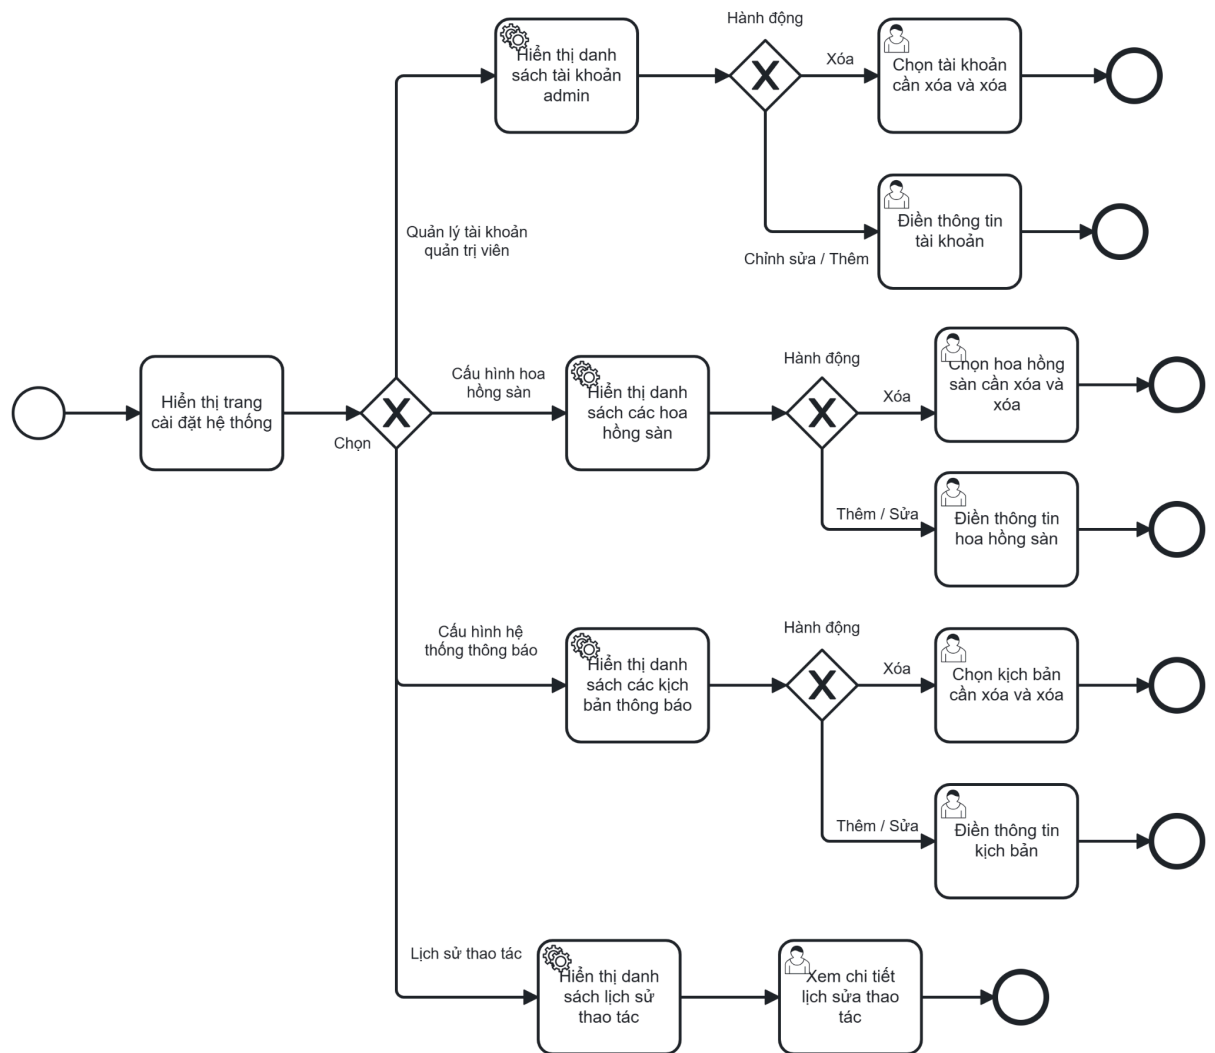 Hành động
Hiển thị danh
sách tài khoản
admin
Xóa
Chọn tài khoản
cần xóa và xóa
Quản lý tài khoản
quản trị viên
Điền thông tin
tài khoản
Chỉnh sửa / Thêm
Hiển thị trang
cài đặt hệ thống
Chọn
Cấu hình hoa
hồng sàn
Hiển thị danh
sách các hoa
hồng sàn
Hành động
Xóa
Chọn hoa hồng
sàn cần xóa và
xóa
Thêm / Sửa
Điền thông tin
hoa hồng sàn
Cấu hình hệ
thống thông báo
Hiển thị danh
sách các kịch
bản thông báo
Hành động
Xóa
Chọn kịch bản
cần xóa và xóa
Thêm / Sửa
Điền thông tin
kịch bản
Lịch sử thao tác
Hiển thị danh
sách lịch sử
thao tác
Xem chi tiết
lịch sửa thao
tác